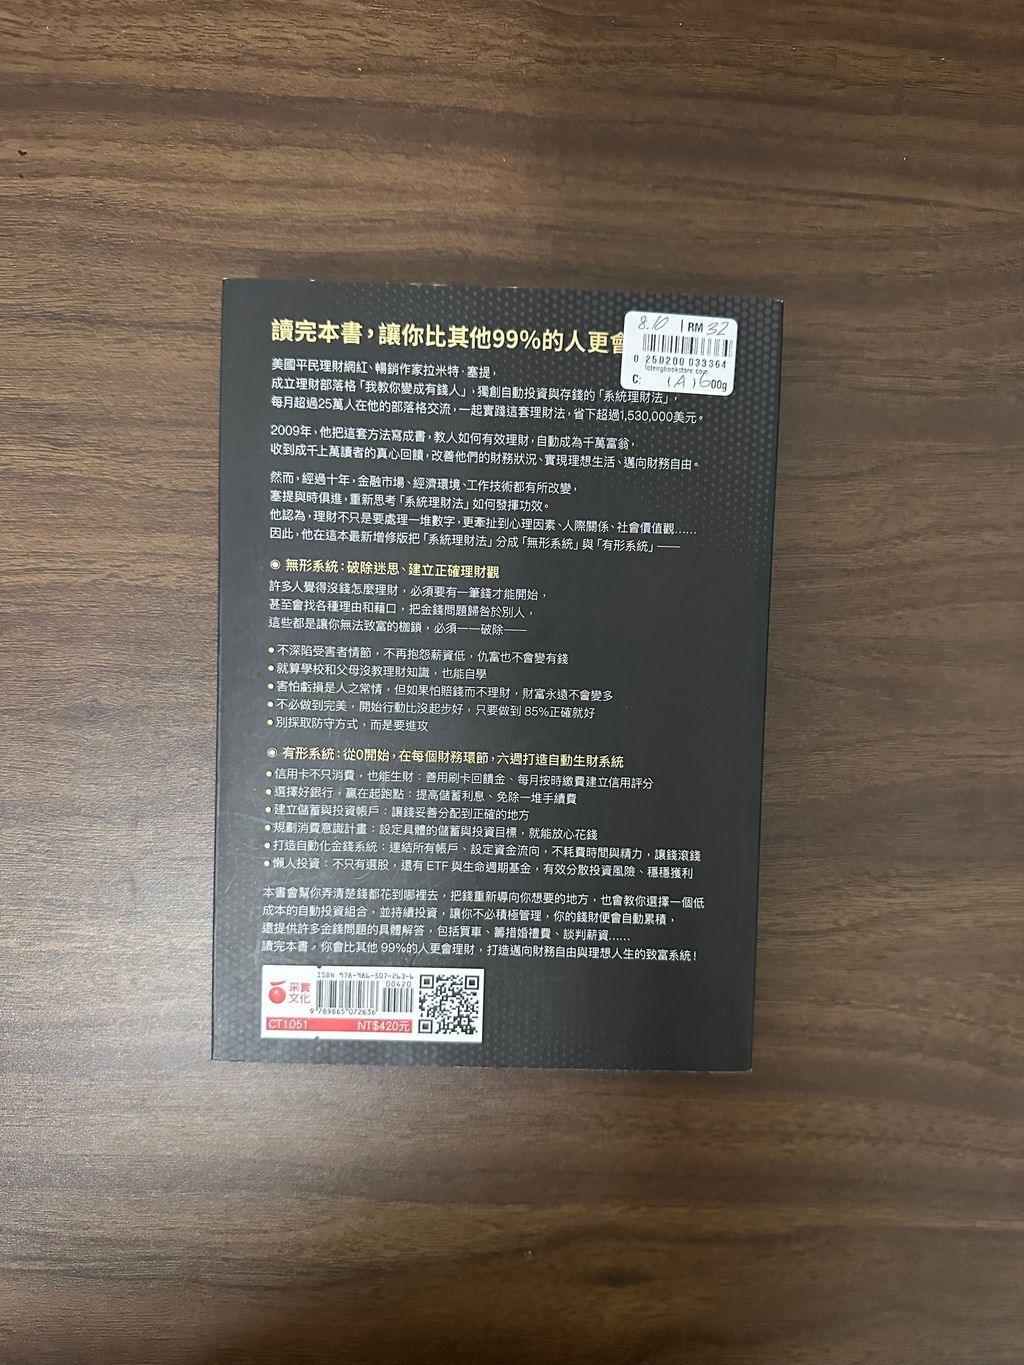 讀完本書，讓你比其他99%的人更會
8.10 | RM 32
0 250200 033364
Totengbookstore.com
C: (A) 600g
美國平民理財網紅、暢銷作家拉米特·塞提，
成立理財部落格「我教你變成有錢人」，獨創自動投資與存錢的「系統理財法」，
每月超過25萬人在他的部落格交流，一起實踐這套理財法，省下超過1,530,000美元。
2009年，他把這套方法寫成書，教人如何有效理財，自動成為千萬富翁，
收到成千上萬讀者的真心回饋，改善他們的財務狀況、實現理想生活、邁向財務自由。
然而，經過十年，金融市場、經濟環境、工作技術都有所改變，
塞提與時俱進，重新思考「系統理財法」如何發揮功效。
他認為，理財不只是要處理一堆數字，更牽扯到心理因素、人際關係、社會價值觀……
因此，他在這本最新增修版把「系統理財法」分成「無形系統」與「有形系統」——
◉ 無形系統：破除迷思、建立正確理財觀
許多人覺得沒錢怎麼理財，必須要有一筆錢才能開始，
甚至會找各種理由和藉口，把金錢問題歸咎於別人，
這些都是讓你無法致富的枷鎖，必須一一破除——
•不深陷受害者情節，不再抱怨薪資低，仇富也不會變有錢
•就算學校和父母沒教理財知識，也能自學
•害怕虧損是人之常情，但如果怕賠錢而不理財，財富永遠不會變多
•不必做到完美，開始行動比沒起步好，只要做到 85%正確就好
•別採取防守方式，而是要進攻
◉ 有形系統：從0開始，在每個財務環節，六週打造自動生財系統
•信用卡不只消費，也能生財：善用刷卡回饋金、每月按時繳費建立信用評分
•選擇好銀行，贏在起跑點：提高儲蓄利息、免除一堆手續費
•建立儲蓄與投資帳戶：讓錢妥善分配到正確的地方
•規劃消費意識計畫：設定具體的儲蓄與投資目標，就能放心花錢
•打造自動化金錢系統：連結所有帳戶、設定資金流向，不耗費時間與精力，讓錢滾錢
•懶人投資：不只有選股，還有 ETF 與生命週期基金，有效分散投資風險、穩穩獲利
本書會幫你弄清楚錢都花到哪裡去，把錢重新導向你想要的地方，也會教你選擇一個低
成本的自動投資組合，並持續投資，讓你不必積極管理，你的錢財便會自動累積，
還提供許多金錢問題的具體解答，包括買車、籌措婚禮費、談判薪資……
讀完本書，你會比其他 99%的人更會理財，打造邁向財務自由與理想人生的致富系統！
采實
文化
ISBN 978-986-507-263-6
00420
9 789865 072636
CT1051 NT$420元